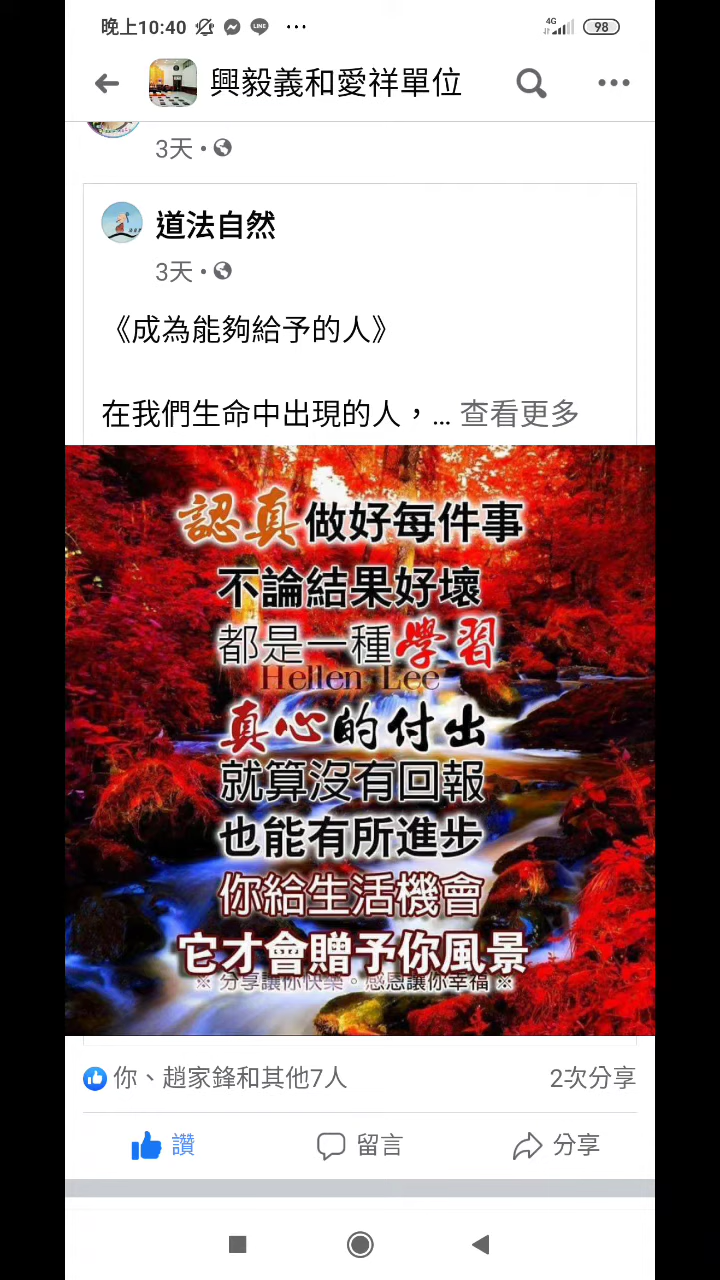 晚上10:40 LINE ... 4G 98
興毅義和愛祥單位
3天
道法自然
3天
《成為能夠給予的人》
在我們生命中出現的人，... 查看更多
認真做好每件事
不論結果好壞
都是一種學習
Hellen Lee
真心的付出
就算沒有回報
也能有所進步
你給生活機會
它才會贈予你風景
※ 分享讓你快樂。感恩讓你幸福 ※
你、趙家鋒和其他7人 2次分享
讚 留言 分享